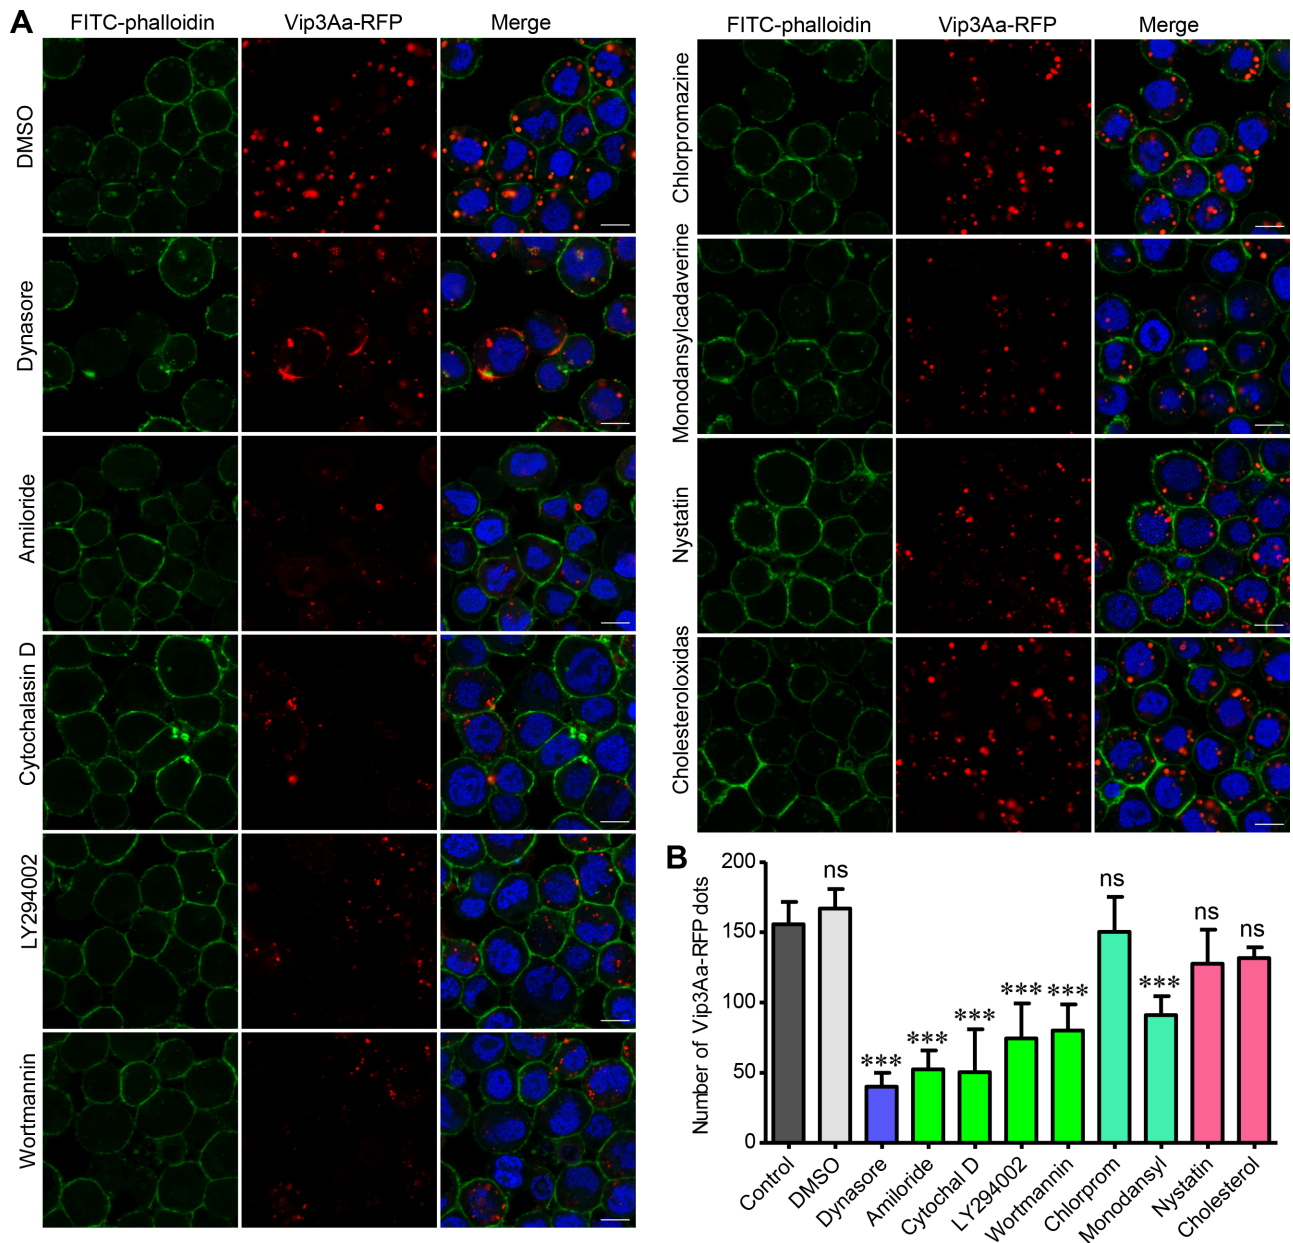 A
FITC-phalloidin
Vip3Aa-RFP
Merge
DMSO
Dynasore
Amiloride
Cytochalasin D
LY294002
Wortmannin
FITC-phalloidin
Vip3Aa-RFP
Merge
Chlorpromazine
Monodansylcadaverine
Nystatin
Cholesteroloxidas
B
Number of Vip3Aa-RFP dots
200
150
100
50
0
ns
***
***
***
***
***
ns
***
ns
ns
Control
DMSO
Dynasore
Amiloride
Cytochal D
LY294002
Wortmannin
Chlorprom
Monodansyl
Nystatin
Cholesterol